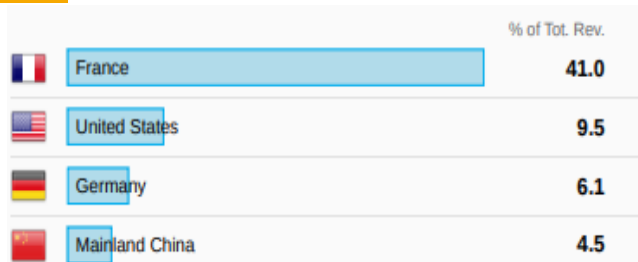 % of Tot. Rev.
France 41.0
United States 9.5
Germany 6.1
Mainland China 4.5